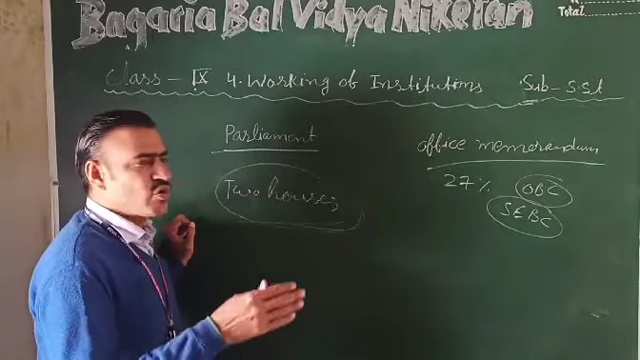 Bagaria Bal Vidya Niketan
Total
Class - IX 4. Working of Institutions Sub - S.S.t
Parliament
Two houses
office memorandum
27% OBC
SEBC